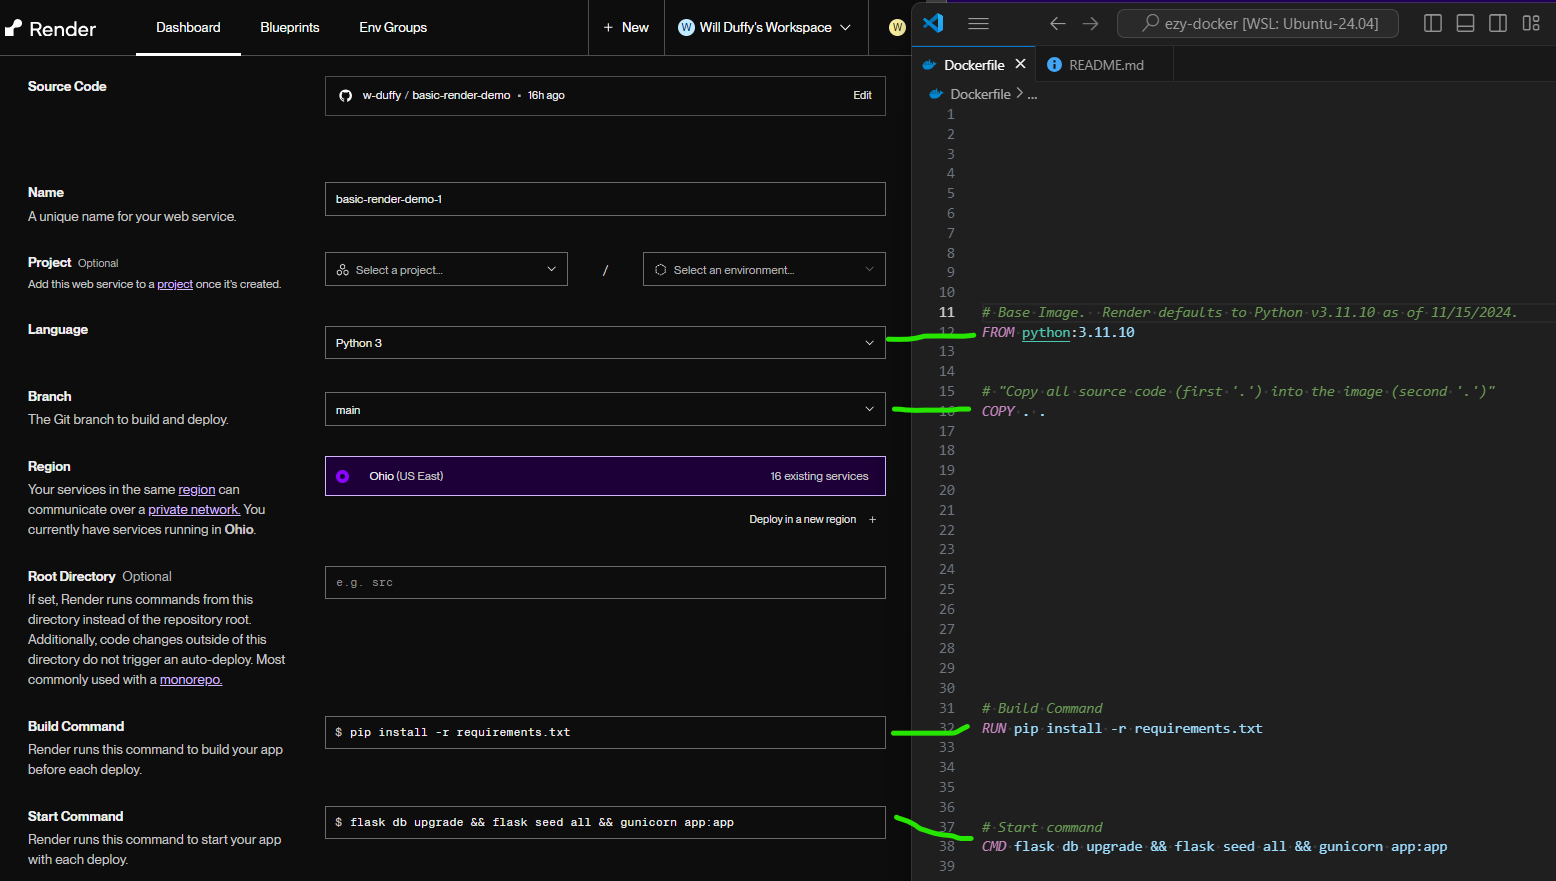 Render
Dashboard
Blueprints
Env Groups
+ New
W Will Duffy's Workspace
W
Source Code
w-duffy / basic-render-demo • 16h ago
Edit
Name
A unique name for your web service.
basic-render-demo-1
Project Optional
Add this web service to a project once it's created.
Select a project...
/
Select an environment...
Language
Python 3
Branch
The Git branch to build and deploy.
main
Region
Your services in the same region can
communicate over a private network. You
currently have services running in Ohio.
Ohio (US East)
16 existing services
Deploy in a new region +
Root Directory Optional
If set, Render runs commands from this
directory instead of the repository root.
Additionally, code changes outside of this
directory do not trigger an auto-deploy. Most
commonly used with a monorepo.
e.g. src
Build Command
Render runs this command to build your app
before each deploy.
$ pip install -r requirements.txt
Start Command
Render runs this command to start your app
with each deploy.
$ flask db upgrade && flask seed all && gunicorn app:app
ezy-docker [WSL: Ubuntu-24.04]
Dockerfile
README.md
Dockerfile > ...
1
2
3
4
5
6
7
8
9
10
11 # Base Image. Render defaults to Python v3.11.10 as of 11/15/2024.
12 FROM python:3.11.10
13
14
15 # "Copy all source code (first '.') into the image (second '.')"
16 COPY . .
17
18
19
20
21
22
23
24
25
26
27
28
29
30
31 # Build Command
32 RUN pip install -r requirements.txt
33
34
35
36
37 # Start command
38 CMD flask db upgrade && flask seed all && gunicorn app:app
39